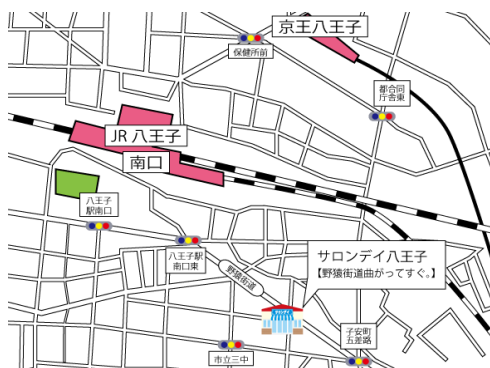 京王八王子
保健所前
都合同
庁舎東
JR 八王子
南口
八王子
駅南口
八王子駅
南口東
野猿街道
サロンデイ八王子
【野猿街道曲がってすぐ。】
子安町
五差路
市立三中